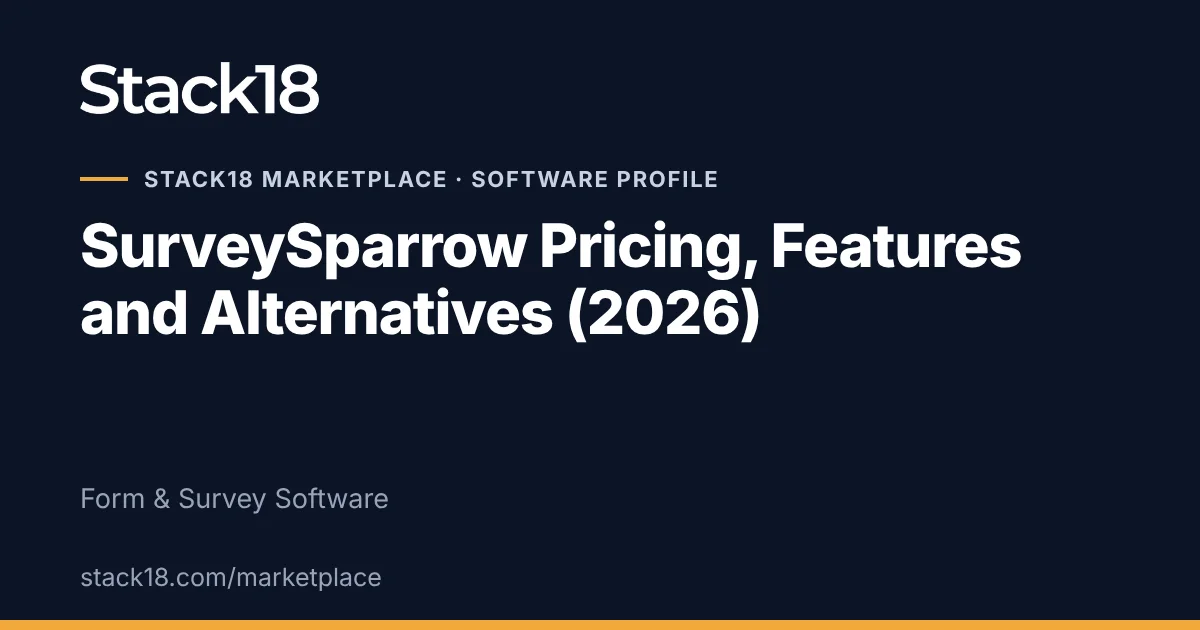 Stack18
STACK18 MARKETPLACE · SOFTWARE PROFILE
SurveySparrow Pricing, Features
and Alternatives (2026)
Form & Survey Software
stack18.com/marketplace